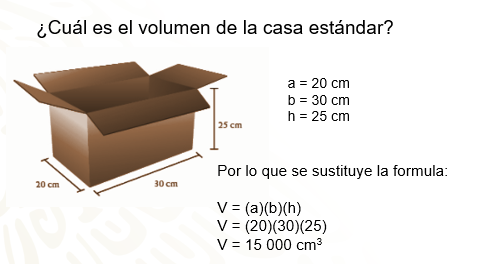 ¿Cuál es el volumen de la casa estándar?
a = 20 cm
b = 30 cm
h = 25 cm
25 cm
20 cm
30 cm
Por lo que se sustituye la formula:
V = (a)(b)(h)
V = (20)(30)(25)
V = 15 000 cm³